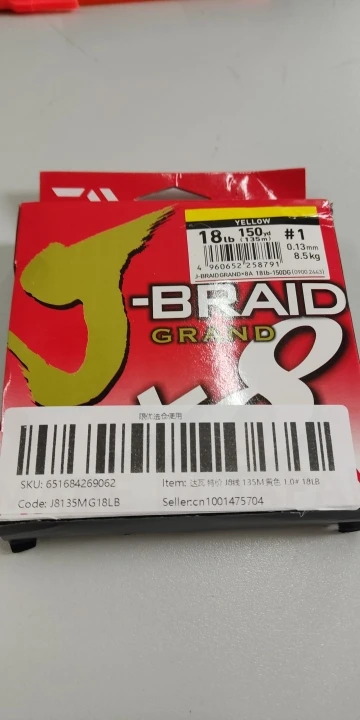 YELLOW
18lb 150yd (135m) #1
0.13mm
8.5kg
4 960652 258791
J-BRAID GRAND×8A 18lb-150DG
J-BRAID
GRAND
×8
SKU: 651684269062
Item: 达瓦 特价 J8线 135M 黄色 1.0# 18LB
Code: J8135MG18LB
Seller:cn1001475704